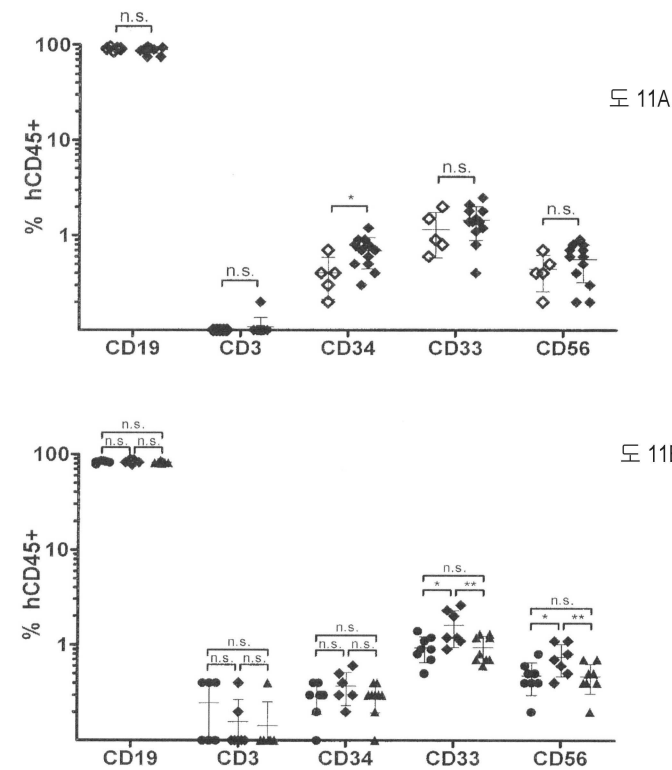 n.s.
100
도 11A
10
n.s.
*
n.s.
n.s.
1
% hCD45+
CD19 CD3 CD34 CD33 CD56
n.s.
n.s. n.s.
100
도 11
10
n.s.
* **
n.s.
* **
n.s.
n.s. n.s.
n.s.
n.s. n.s.
1
% hCD45+
CD19 CD3 CD34 CD33 CD56